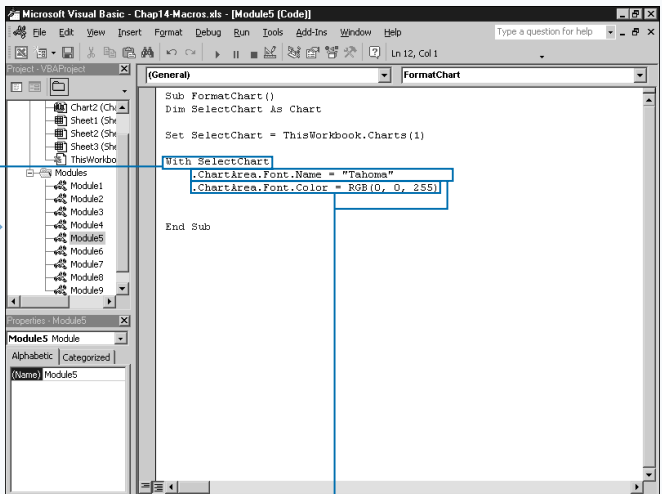 Microsoft Visual Basic - Chap14-Macros.xls - [Module5 (Code)]
File Edit View Insert Format Debug Run Tools Add-Ins Window Help
Type a question for help
Ln 12, Col 1
Project - VBAProject
(General)
FormatChart
Chart2 (Cha
Sheet1 (She
Sheet2 (She
Sheet3 (She
ThisWorkbo
Modules
Module1
Module2
Module3
Module4
Module5
Module6
Module7
Module8
Module9
Sub FormatChart()
Dim SelectChart As Chart
Set SelectChart = ThisWorkbook.Charts(1)
With SelectChart
.ChartArea.Font.Name = "Tahoma"
.ChartArea.Font.Color = RGB(0, 0, 255)
End Sub
Properties - Module5
Module5 Module
Alphabetic Categorized
(Name) Module5